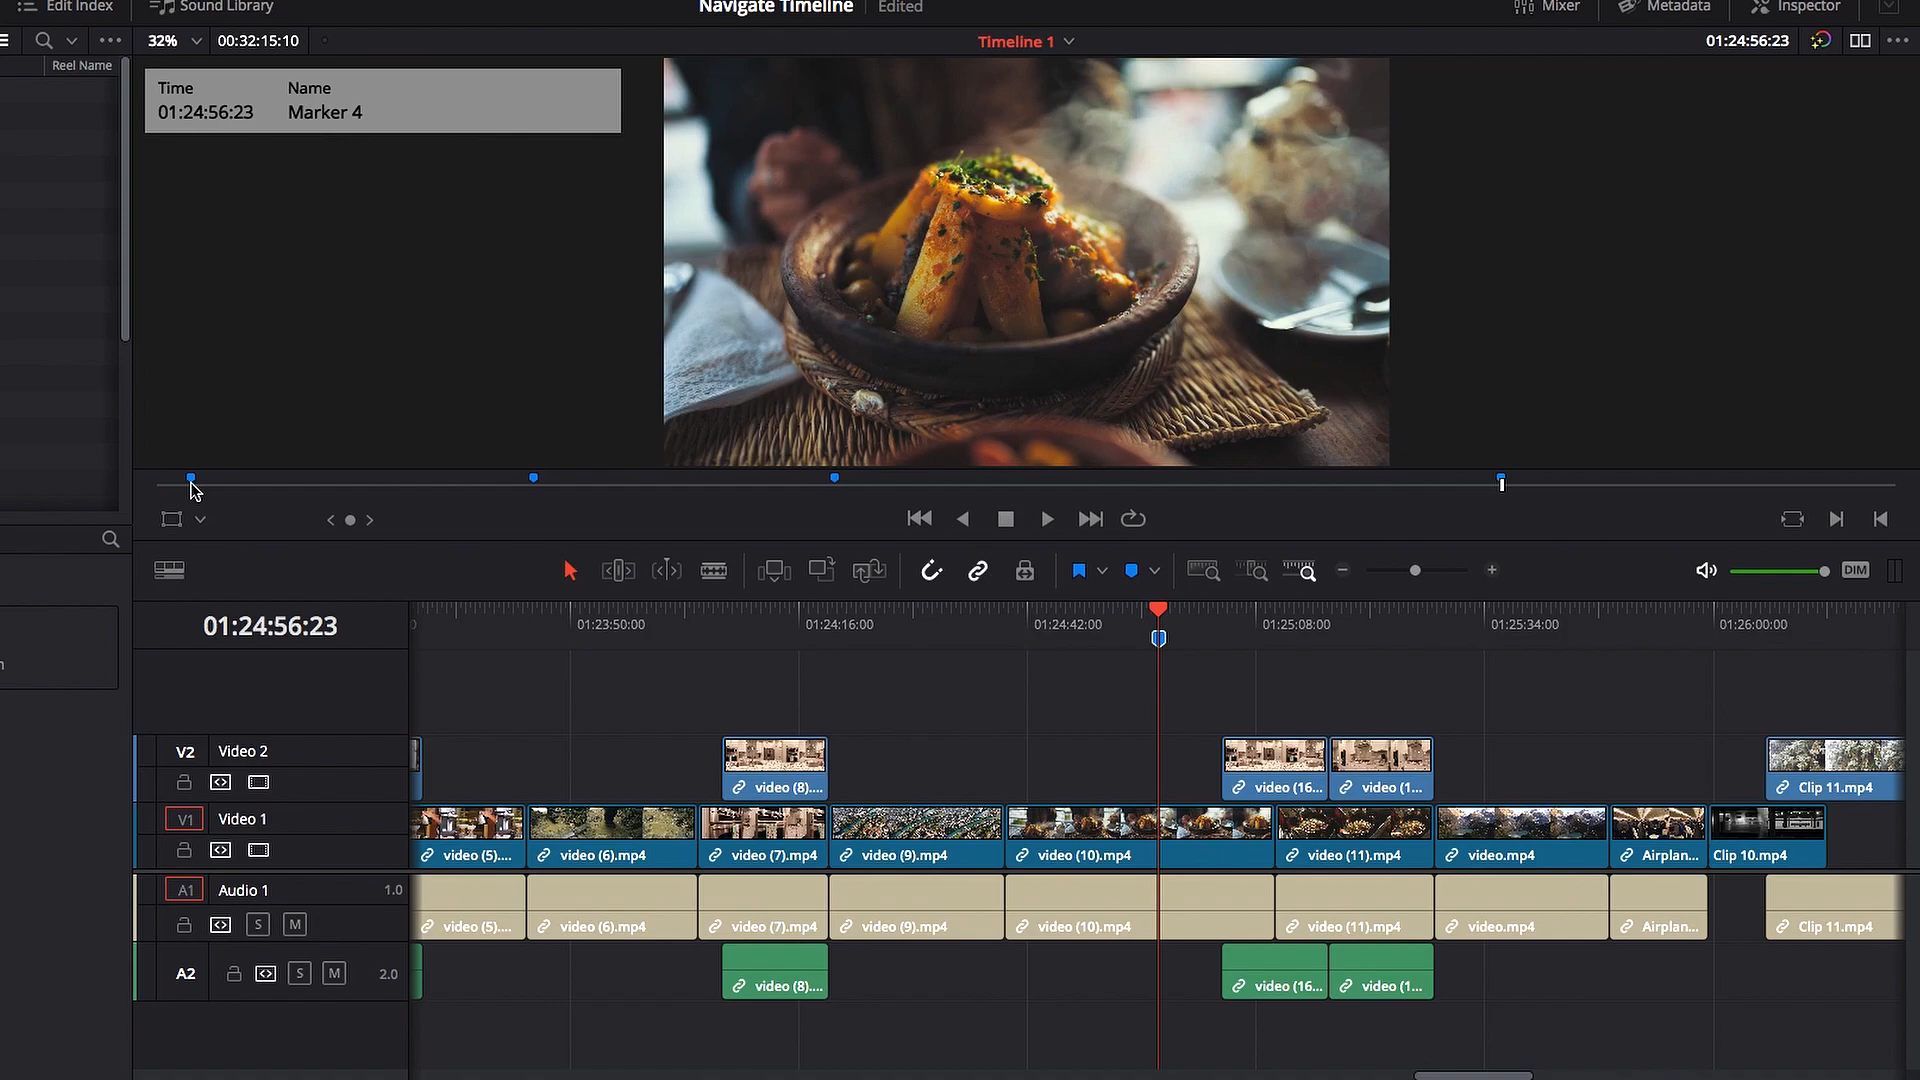 Edit Index
Sound Library
Navigate Timeline
Edited
Mixer
Metadata
Inspector
32%
00:32:15:10
Timeline 1
01:24:56:23
Reel Name
Time
Name
01:24:56:23
Marker 4
DIM
01:24:56:23
01:23:50:00
01:24:16:00
01:24:42:00
01:25:08:00
01:25:34:00
01:26:00:00
V2
Video 2
video (8)....
video (16...
video (1...
Clip 11.mp4
V1
Video 1
video (5)....
video (6).mp4
video (7).mp4
video (9).mp4
video (10).mp4
video (11).mp4
video.mp4
Airplan...
Clip 10.mp4
A1
Audio 1
1.0
S
M
video (5)....
video (6).mp4
video (7).mp4
video (9).mp4
video (10).mp4
video (11).mp4
video.mp4
Airplan...
Clip 11.mp4
A2
S
M
2.0
video (8)....
video (16...
video (1...